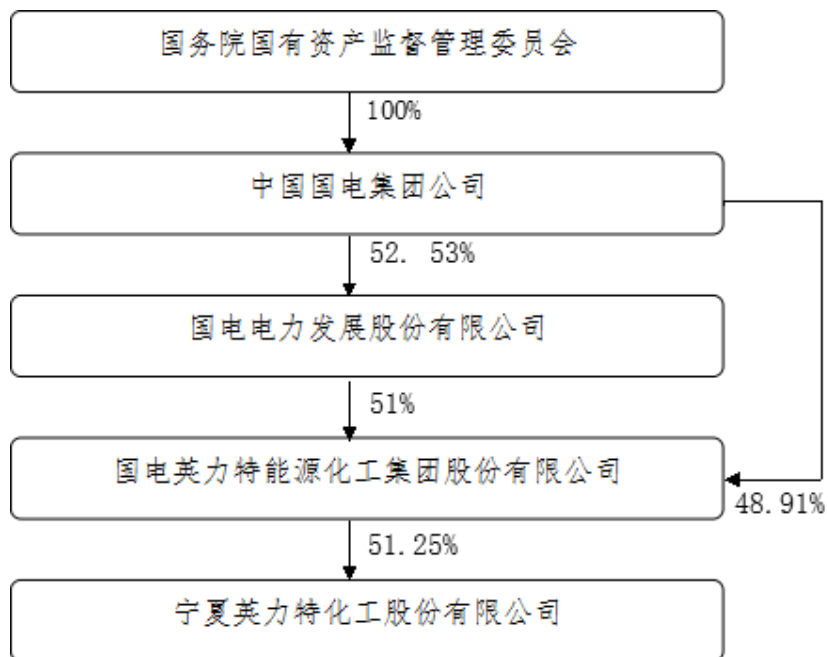 国务院国有资产监督管理委员会
100%
中国国电集团公司
52. 53%
国电电力发展股份有限公司
51%
国电英力特能源化工集团股份有限公司
48.91%
51.25%
宁夏英力特化工股份有限公司